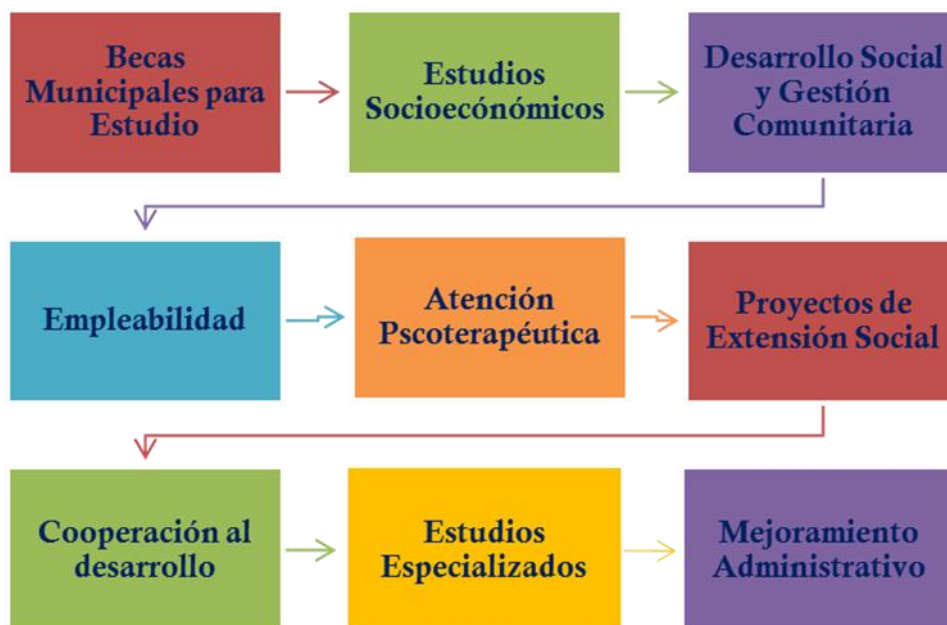 Becas
Municipales para
Estudio
Estudios
Socioecónómicos
Desarrollo Social
y Gestión
Comunitaria
Empleabilidad
Atención
Pscoterapéutica
Proyectos de
Extensión Social
Cooperación al
desarrollo
Estudios
Especializados
Mejoramiento
Administrativo